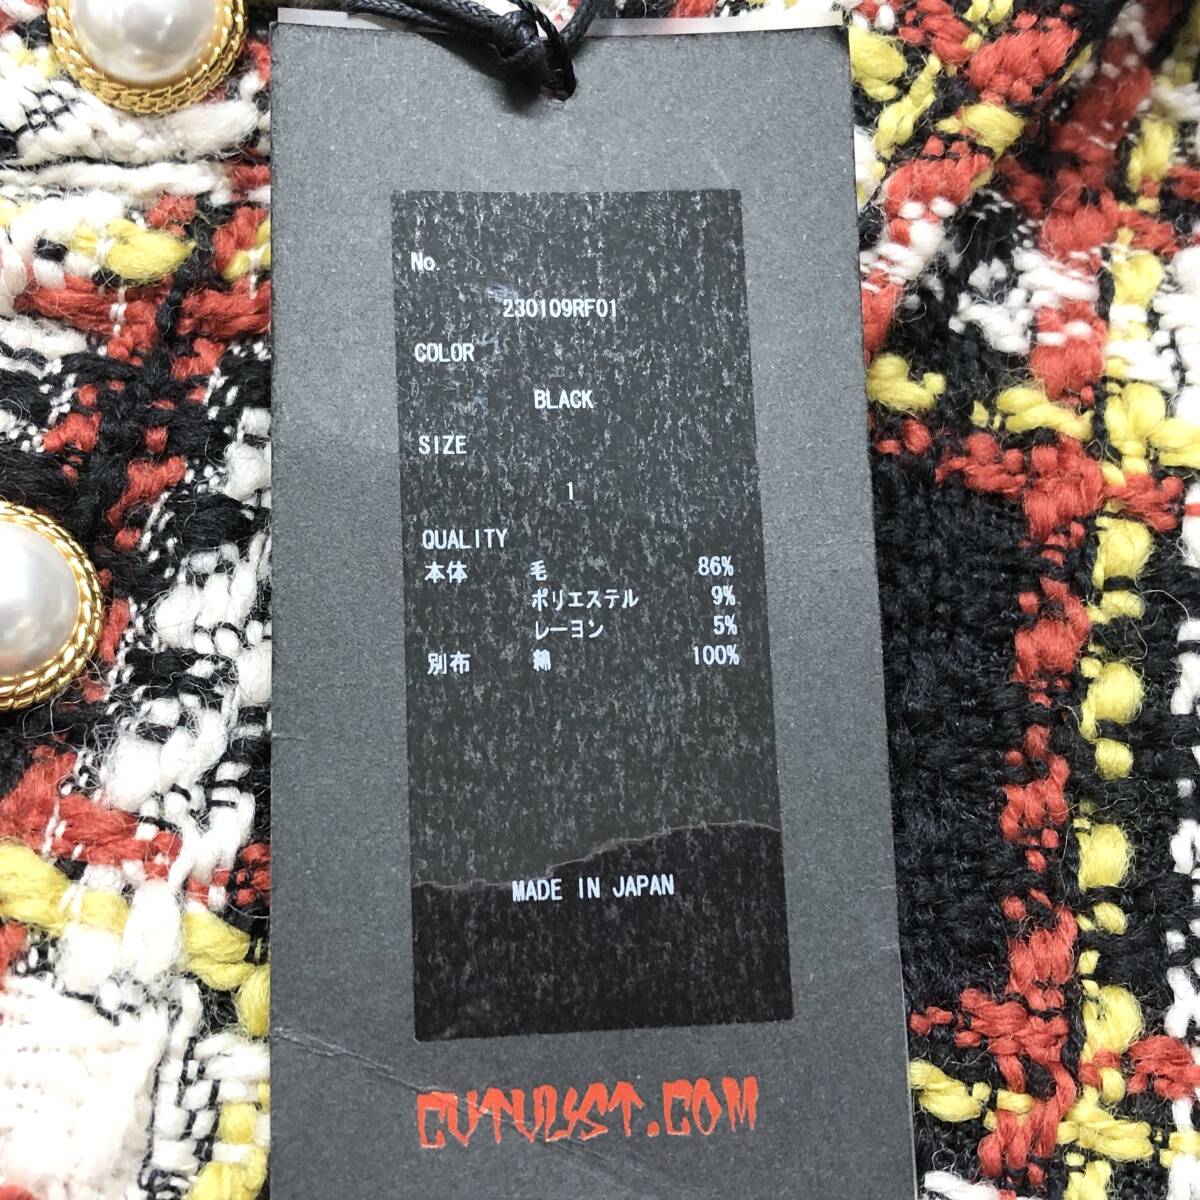 No
230109RF01
COLOR
BLACK
SIZE
1
QUALITY
本体 毛 86%
ポリエステル 9%
レーヨン 5%
別布 綿 100%
MADE IN JAPAN
CUTULYST.COM